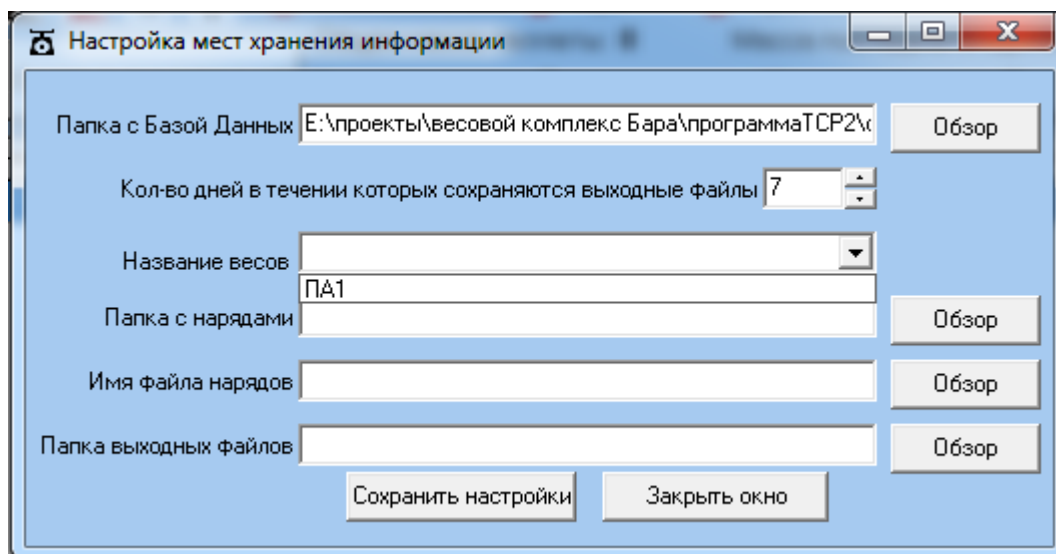 Настройка мест хранения информации
Папка с Базой Данных E:\проекты\весовой комплекс Бара\программаTCP2\ Обзор
Кол-во дней в течении которых сохраняются выходные файлы 7
Название весов
ПА1
Папка с нарядами Обзор
Имя файла нарядов Обзор
Папка выходных файлов Обзор
Сохранить настройки Закрыть окно